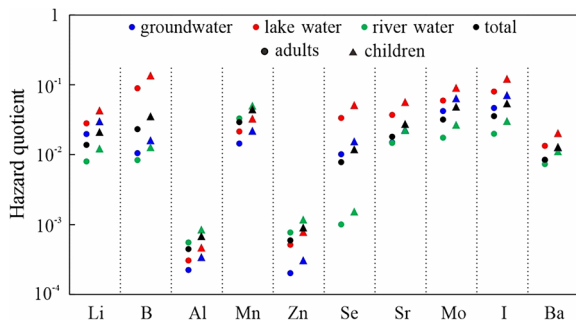 1
groundwater lake water river water total
adults children
10⁻¹
10⁻²
10⁻³
10⁻⁴
Hazard quotient
Li B Al Mn Zn Se Sr Mo I Ba